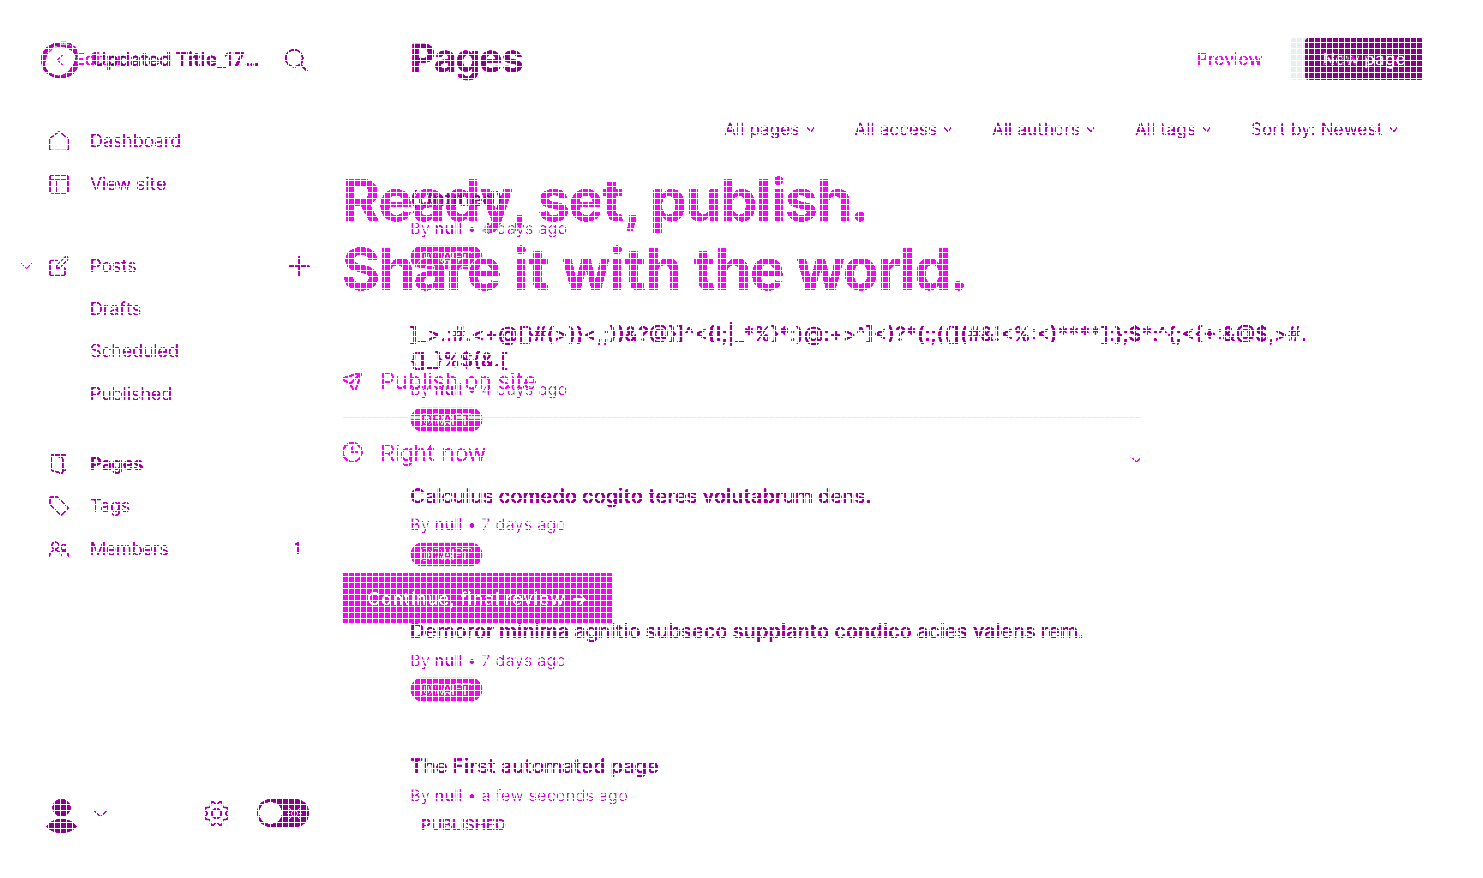 Updated Title_17...
Pages
Preview
New page
All pages
All access
All authors
All tags
Sort by: Newest
Dashboard
View site
Posts
Drafts
Scheduled
Published
Pages
Tags
Members 1
Ready, set, publish.
By null • 4 days ago
Share it with the world.
Publish on site
By null • 4 days ago
Right now
Calculus comedo cogito teres volutabrum dens.
By null • 7 days ago
DRAFT
Continue, final review →
Demoror minima agnitio subseco supplanto condico acies valens rem.
By null • 7 days ago
DRAFT
The First automated page
By null • a few seconds ago
PUBLISHED